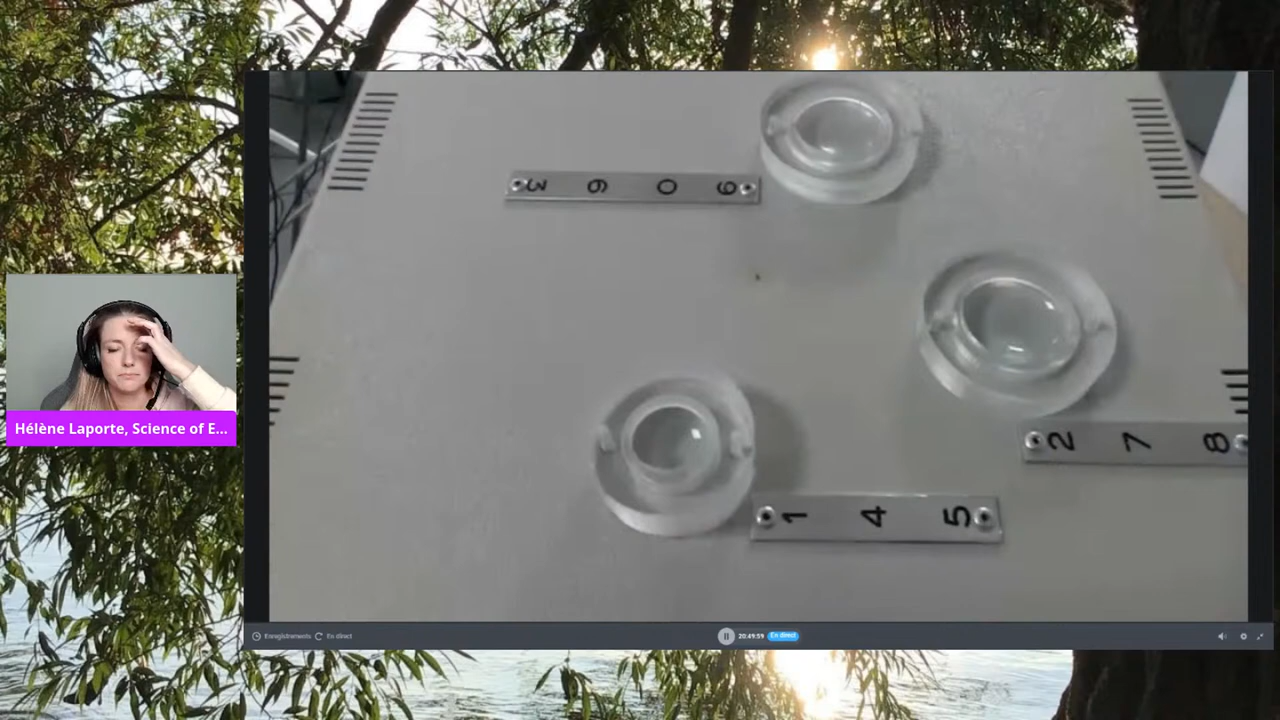 3 6 0 9
2 7 8
1 4 5
Hélène Laporte, Science of E...
Enregistrements En direct
20:49:59 En direct